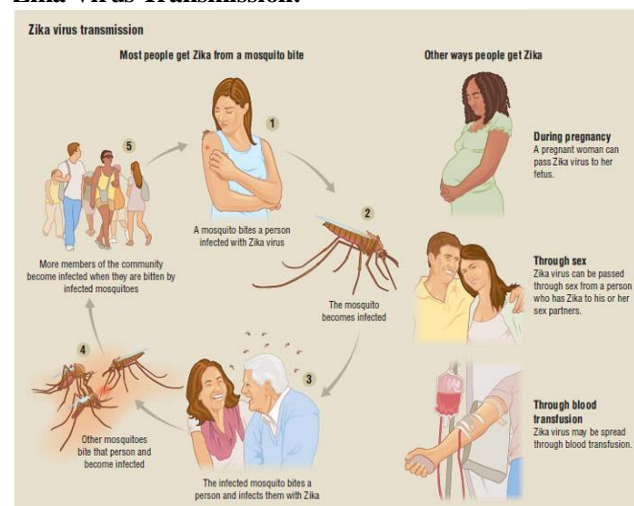 Zika Virus Transmission:
Zika virus transmission
Most people get Zika from a mosquito bite
1
A mosquito bites a person
infected with Zika virus
2
The mosquito
becomes infected
3
The infected mosquito bites a
person and infects them with Zika
4
Other mosquitoes
bite that person and
become infected
5
More members of the community
become infected when they are bitten by
infected mosquitoes
Other ways people get Zika
During pregnancy
A pregnant woman can
pass Zika virus to her
fetus.
Through sex
Zika virus can be passed
through sex from a person
who has Zika to his or her
sex partners.
Through blood
transfusion
Zika virus may be spread
through blood transfusion.